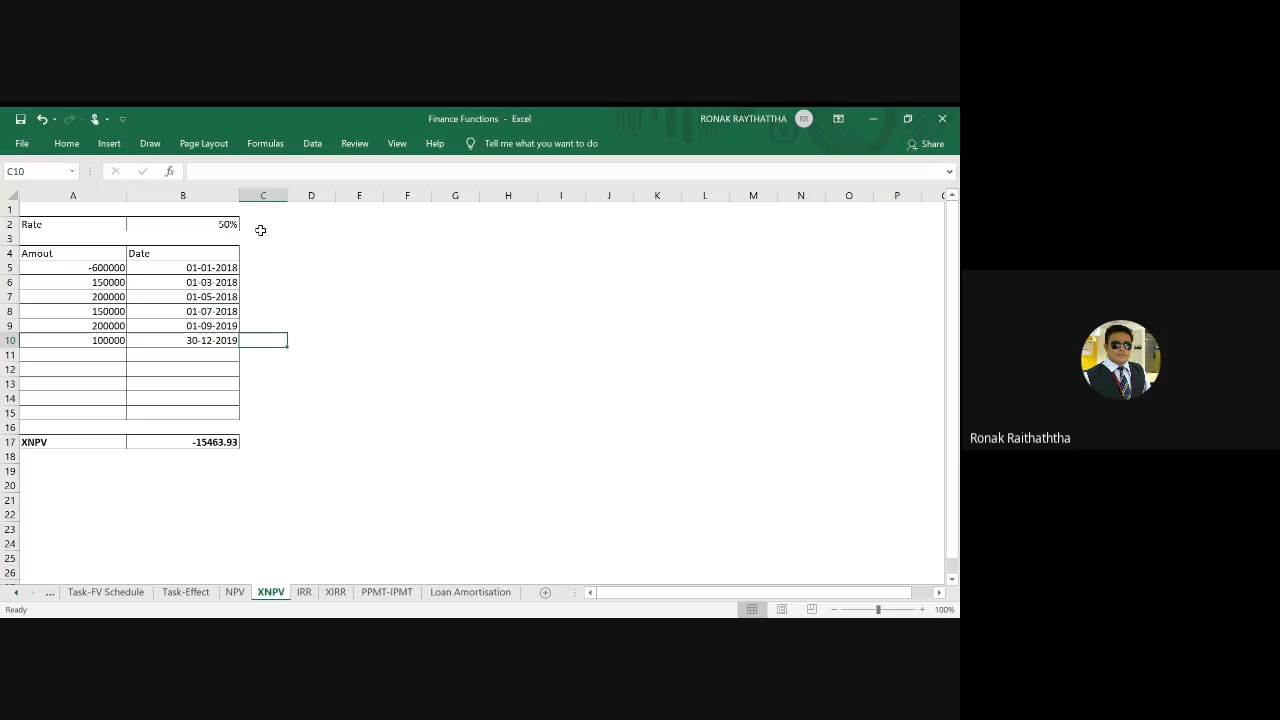 Finance Functions - Excel
RONAK RAYTHATTHA RR
File Home Insert Draw Page Layout Formulas Data Review View Help Tell me what you want to do Share
C10 fx
A B C D E F G H I J K L M N O P
1
2 Rate 50%
3
4 Amout Date
5 -600000 01-01-2018
6 150000 01-03-2018
7 200000 01-05-2018
8 150000 01-07-2018
9 200000 01-09-2019
10 100000 30-12-2019
11
12
13
14
15
16
17 XNPV -15463.93
18
19
20
21
22
23
24
25
26
Ronak Raithaththa
... Task-FV Schedule Task-Effect NPV XNPV IRR XIRR PPMT-IPMT Loan Amortisation
Ready 100%